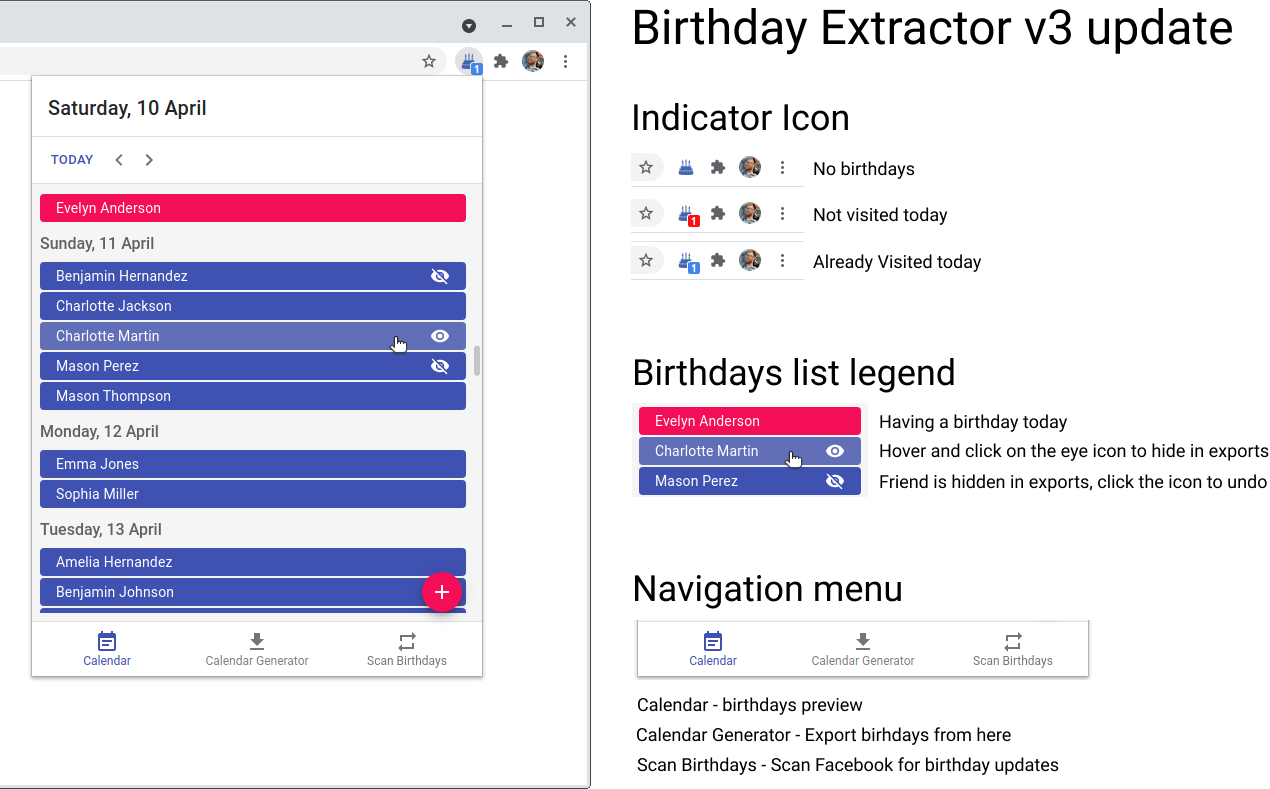 1
Saturday, 10 April
TODAY
Evelyn Anderson
Sunday, 11 April
Benjamin Hernandez
Charlotte Jackson
Charlotte Martin
Mason Perez
Mason Thompson
Monday, 12 April
Emma Jones
Sophia Miller
Tuesday, 13 April
Amelia Hernandez
Benjamin Johnson
Calendar
Calendar Generator
Scan Birthdays
Birthday Extractor v3 update
Indicator Icon
No birthdays
1 Not visited today
1 Already Visited today
Birthdays list legend
Evelyn Anderson Having a birthday today
Charlotte Martin Hover and click on the eye icon to hide in exports
Mason Perez Friend is hidden in exports, click the icon to undo
Navigation menu
Calendar Calendar Generator Scan Birthdays
Calendar - birthdays preview
Calendar Generator - Export birhdays from here
Scan Birthdays - Scan Facebook for birthday updates